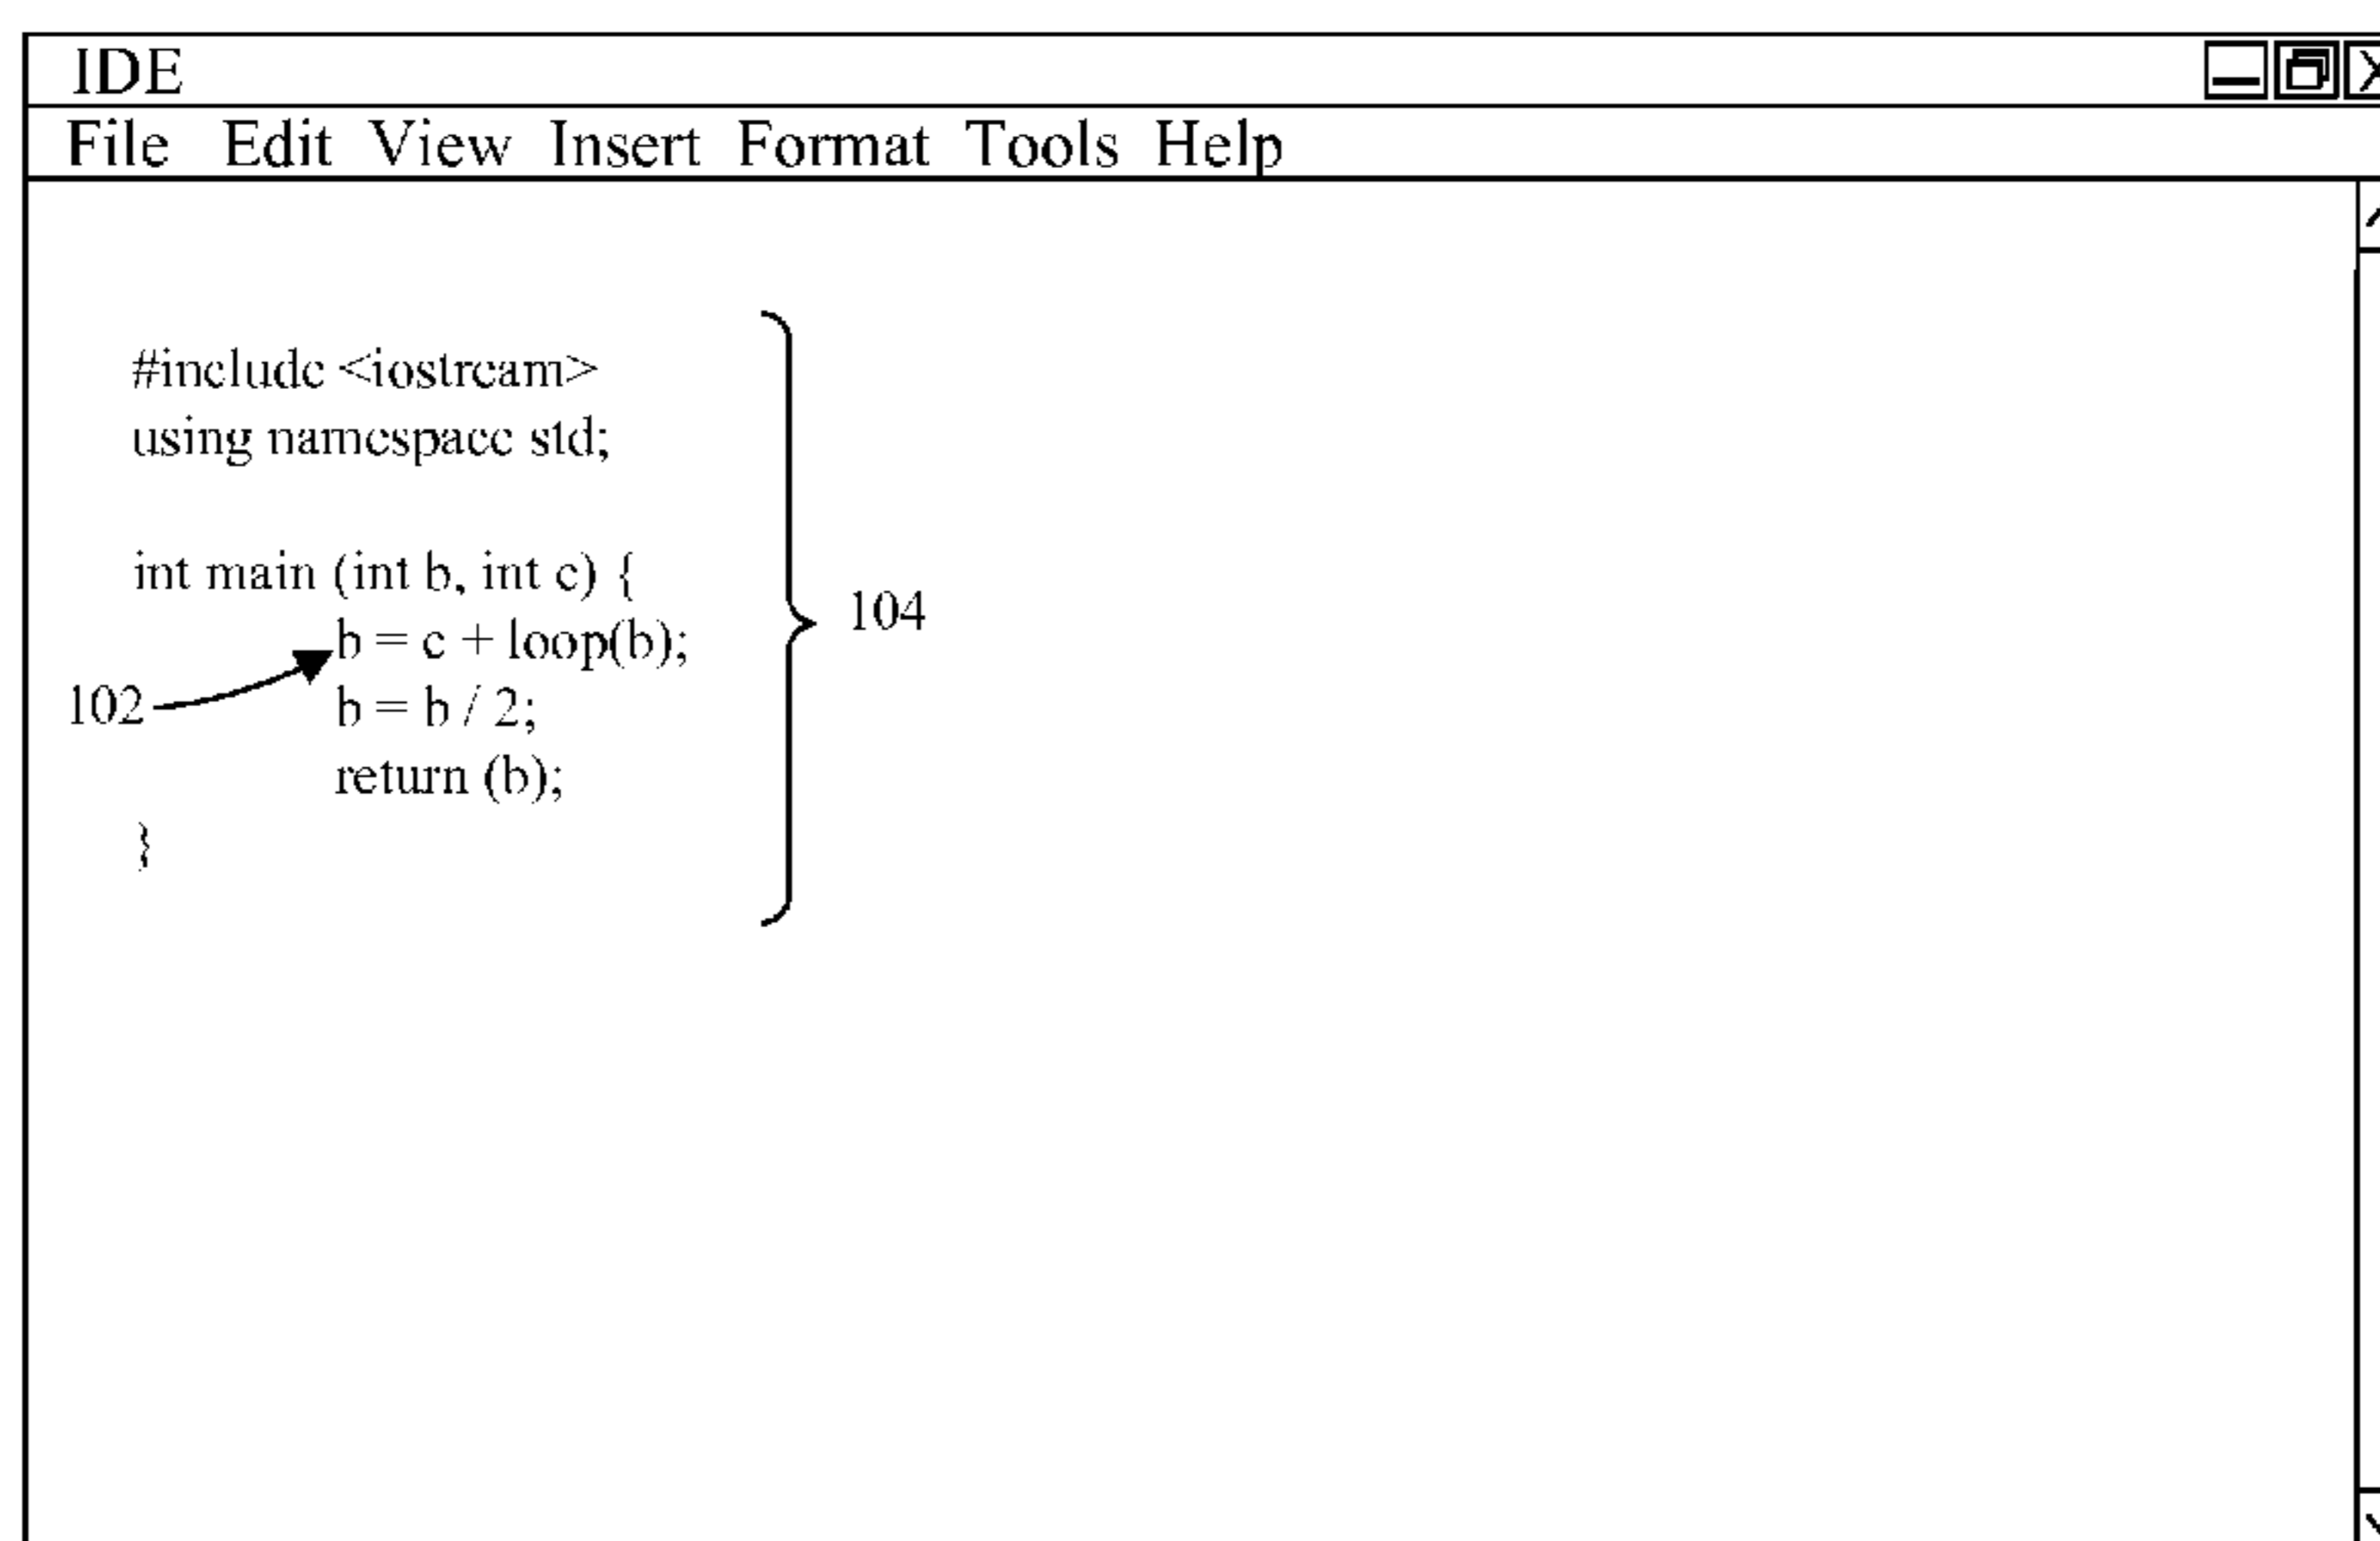 IDE
File Edit View Insert Format Tools Help
#include <iostream>
using namespace std;
int main (int b, int c) {
b = c + loop(b);
104
102
b = b / 2;
return (b);
}